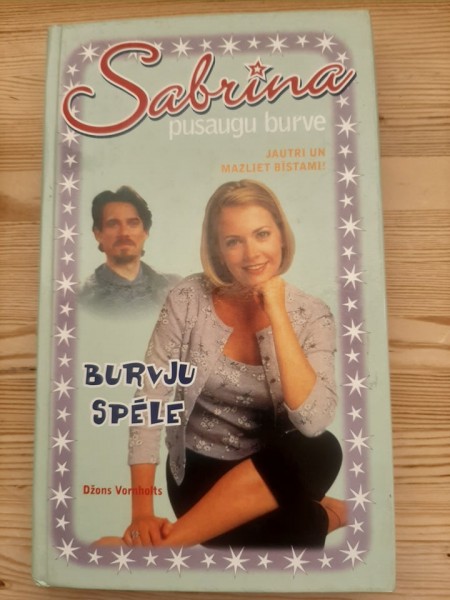 Sabrina
pusaugu burve
JAUTRI UN
MAZLIET BĪSTAMI!
BURVJU
SPĒLE
Džons Vornholts